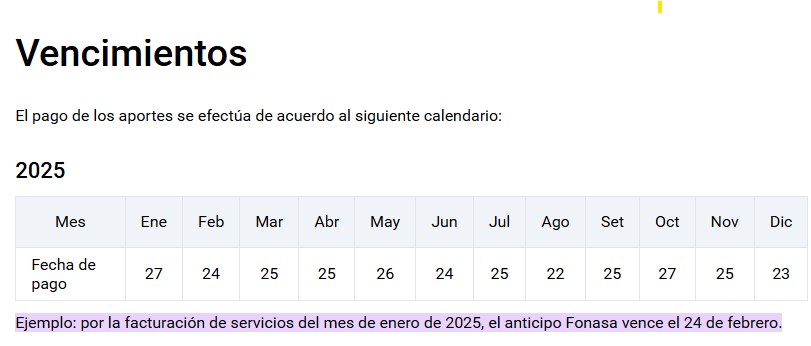 Vencimientos
El pago de los aportes se efectúa de acuerdo al siguiente calendario:
2025
Mes Ene Feb Mar Abr May Jun Jul Ago Set Oct Nov Dic
Fecha de
pago 27 24 25 25 26 24 25 22 25 27 25 23
Ejemplo: por la facturación de servicios del mes de enero de 2025, el anticipo Fonasa vence el 24 de febrero.